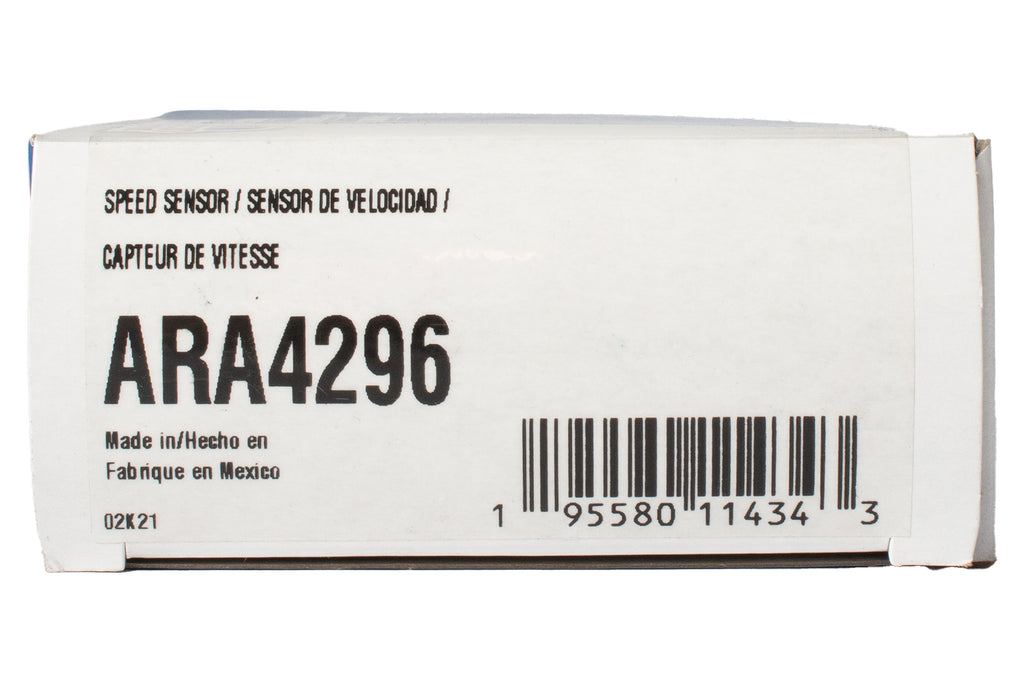 SPEED SENSOR / SENSOR DE VELOCIDAD /
CAPTEUR DE VITESSE
ARA4296
Made in/Hecho en
Fabrique en Mexico
02K21
1 95580 11434 3